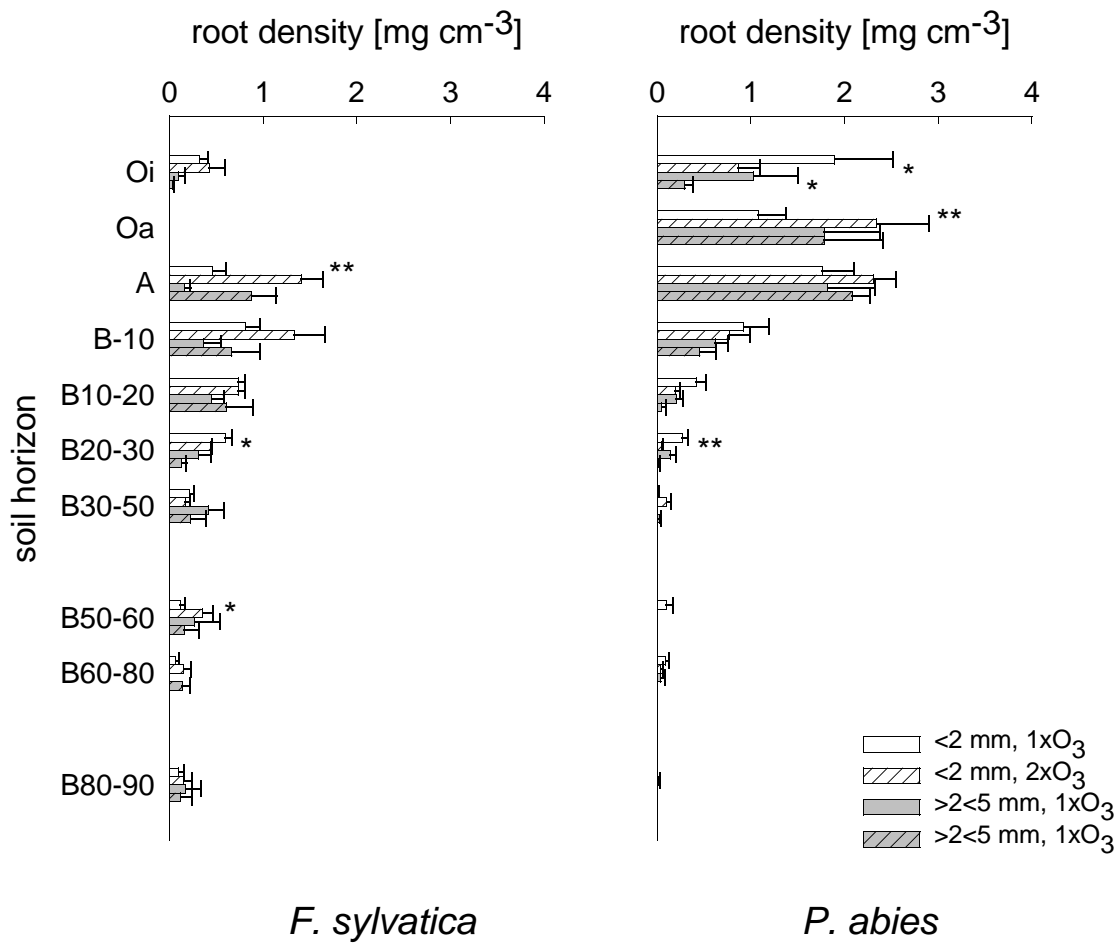 root density [mg cm-3] root density [mg cm-3]
0 1 2 3 4 0 1 2 3 4
Oi * *
Oa **
A **
B-10
B10-20
B20-30 * **
B30-50
B50-60 *
B60-80
B80-90
soil horizon
<2 mm, 1xO3
<2 mm, 2xO3
>2<5 mm, 1xO3
>2<5 mm, 1xO3
F. sylvatica P. abies